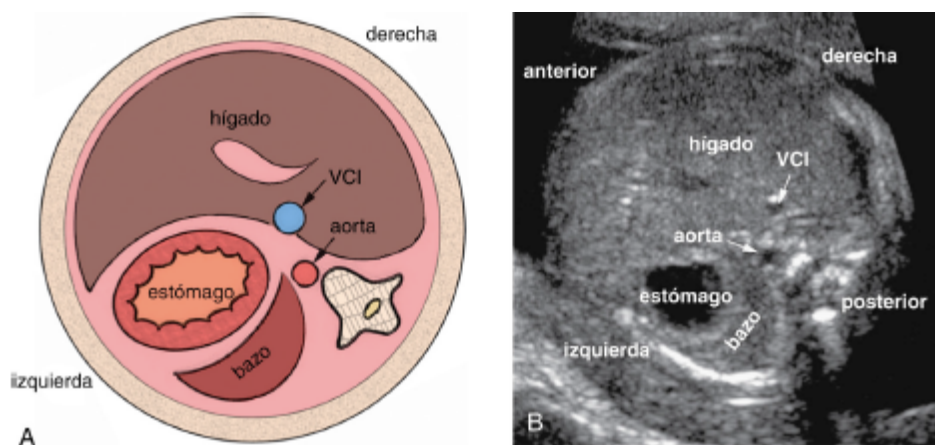 derecha
hígado
VCI
aorta
estómago
bazo
izquierda
A
anterior
derecha
hígado
VCI
aorta
estómago
posterior
bazo
izquierda
B